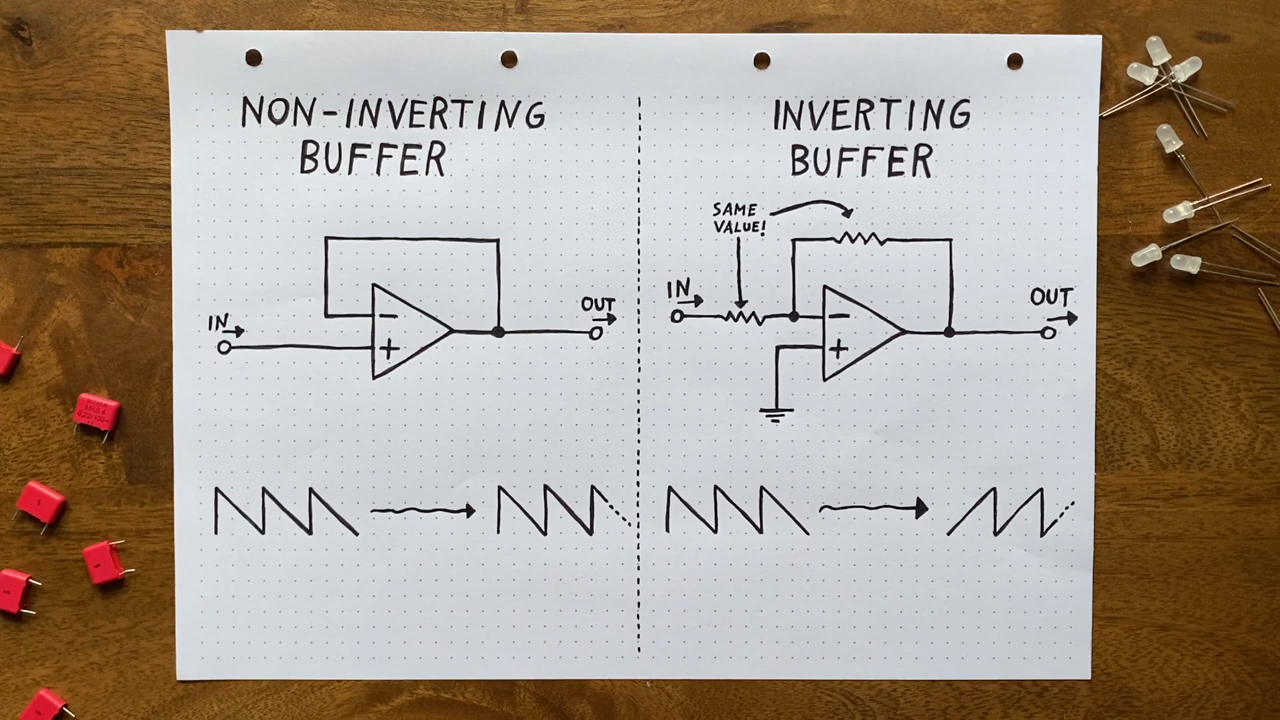 NON-INVERTING
BUFFER
IN
-
+
OUT
INVERTING
BUFFER
SAME
VALUE!
IN
-
+
OUT